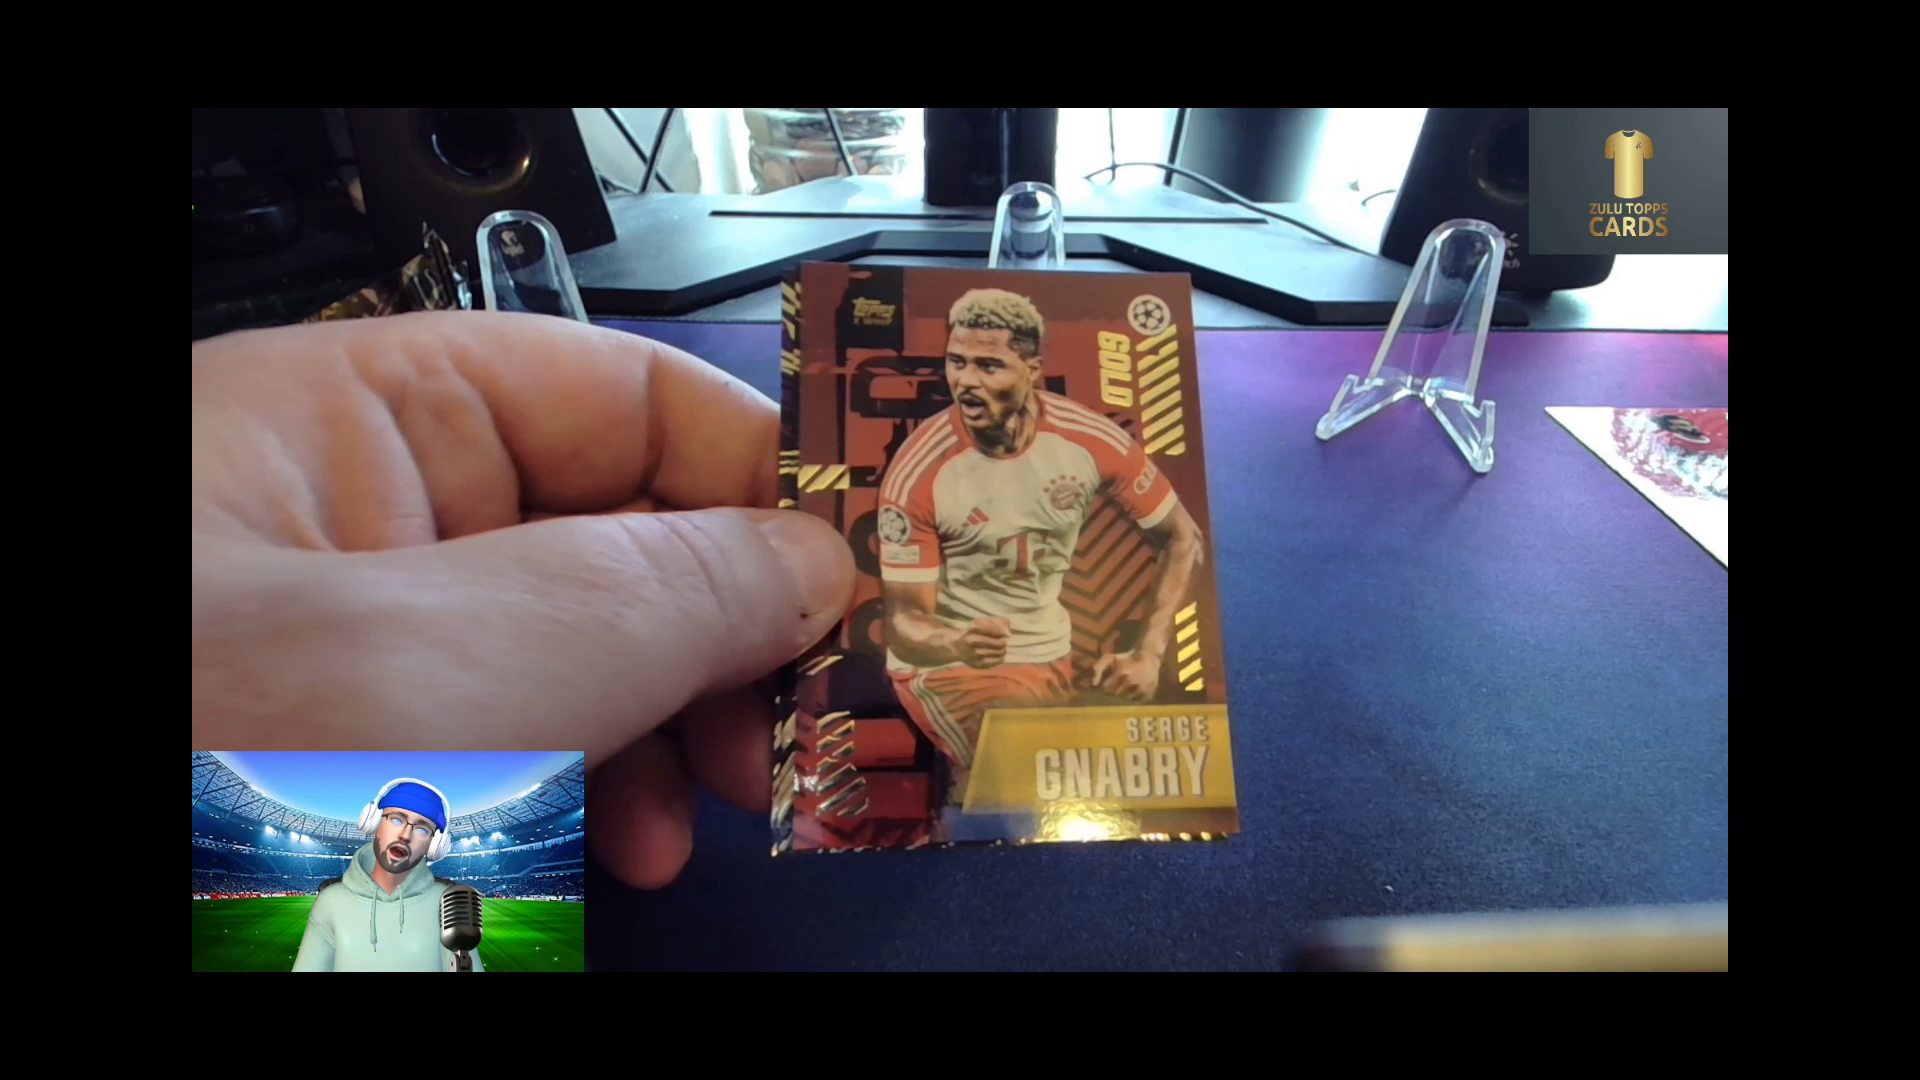 ZULU TOPPS
CARDS
topps
GOLD
T
SERGE
GNABRY